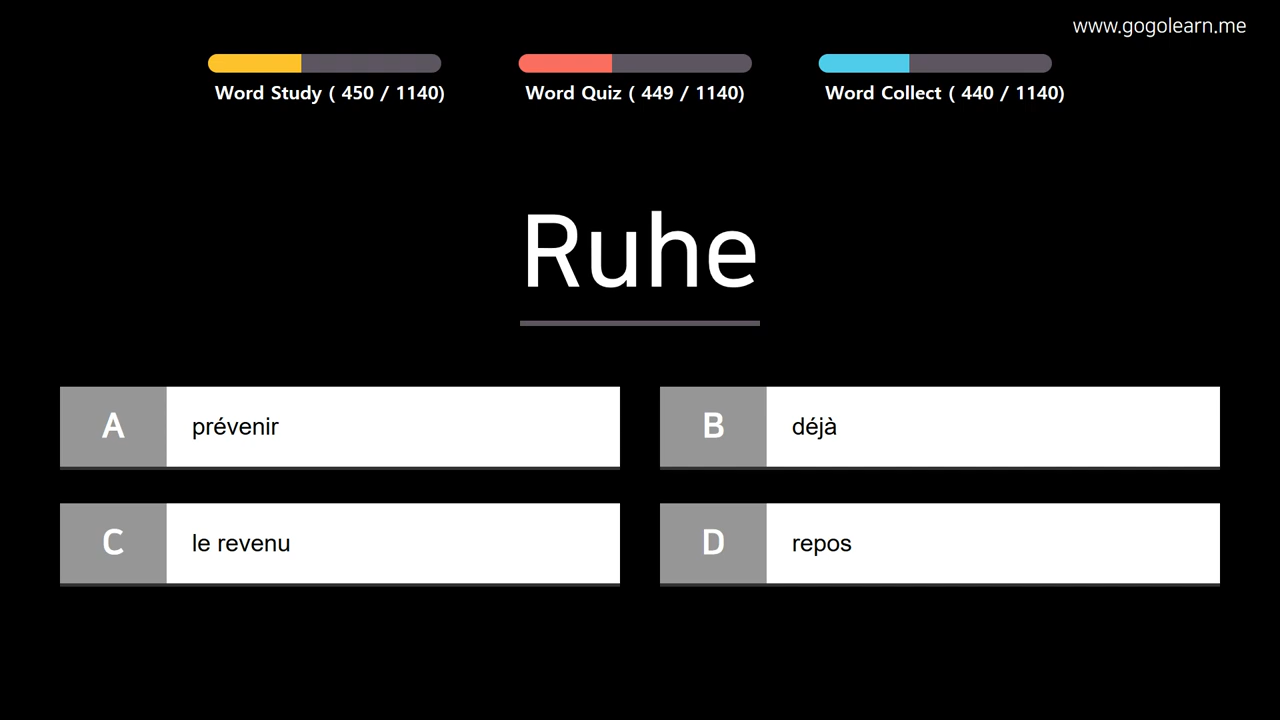 www.gogolearn.me
Word Study ( 450 / 1140)
Word Quiz ( 449 / 1140)
Word Collect ( 440 / 1140)
Ruhe
A prévenir
B déjà
C le revenu
D repos